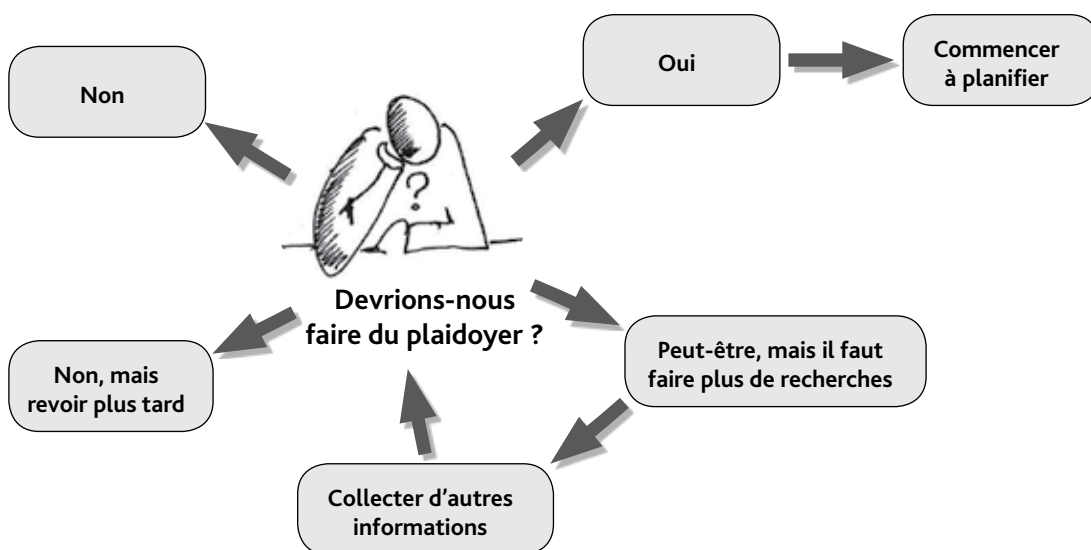 Non
Oui
Commencer
à planifier
?
Devrions-nous
faire du plaidoyer ?
Non, mais
revoir plus tard
Peut-être, mais il faut
faire plus de recherches
Collecter d’autres
informations